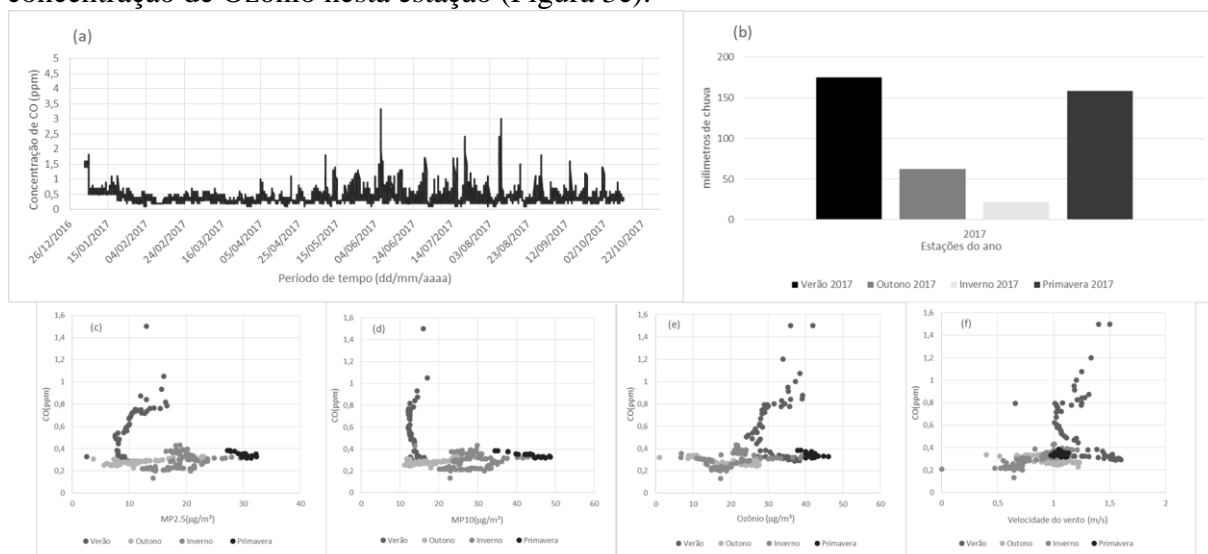 concentração de Ozônio nesta estação (Figura 3e).
(a)
Concentração de CO (ppm)
5
4,5
4
3,5
3
2,5
2
1,5
1
0,5
0
26/12/2016
15/01/2017
04/02/2017
24/02/2017
16/03/2017
05/04/2017
25/04/2017
15/05/2017
04/06/2017
24/06/2017
14/07/2017
03/08/2017
23/08/2017
12/09/2017
02/10/2017
22/10/2017
Período de tempo (dd/mm/aaaa)
(b)
milimetros de chuva
200
150
100
50
0
2017
Estações do ano
Verão 2017 Outono 2017 Inverno 2017 Primavera 2017
(c)
CO(ppm)
1,6
1,4
1,2
1
0,8
0,6
0,4
0,2
0
0 10 20 30 40
MP2.5(µg/m³)
Verão Outono Inverno Primavera
(d)
CO(ppm)
1,6
1,4
1,2
1
0,8
0,6
0,4
0,2
0
0 10 20 30 40 50 60
MP10(µg/m³)
Verão Outono Inverno Primavera
(e)
CO(ppm)
1,6
1,4
1,2
1
0,8
0,6
0,4
0,2
0
0 10 20 30 40 50 60
Ozônio (µg/m³)
Verão Outono Inverno Primavera
(f)
CO(ppm)
1,6
1,4
1,2
1
0,8
0,6
0,4
0,2
0
0 0,5 1 1,5 2
Velocidade do vento (m/s)
Verão Outono Inverno Primavera